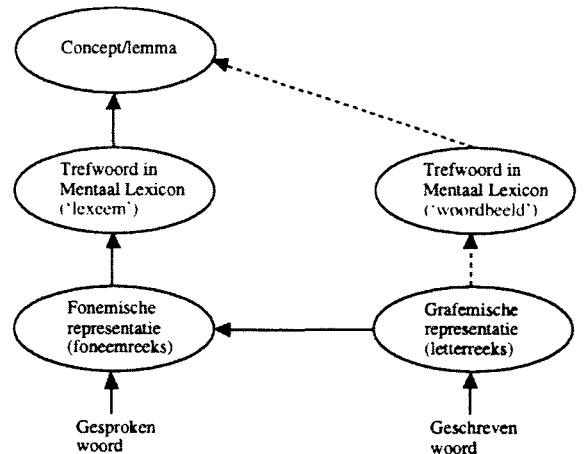 Concept/lemma
Trefwoord in
Mentaal Lexicon
('lexeem')
Trefwoord in
Mentaal Lexicon
('woordbeeld')
Fonemische
representatie
(foneemreeks)
Grafemische
representatie
(letterreeks)
Gesproken
woord
Geschreven
woord